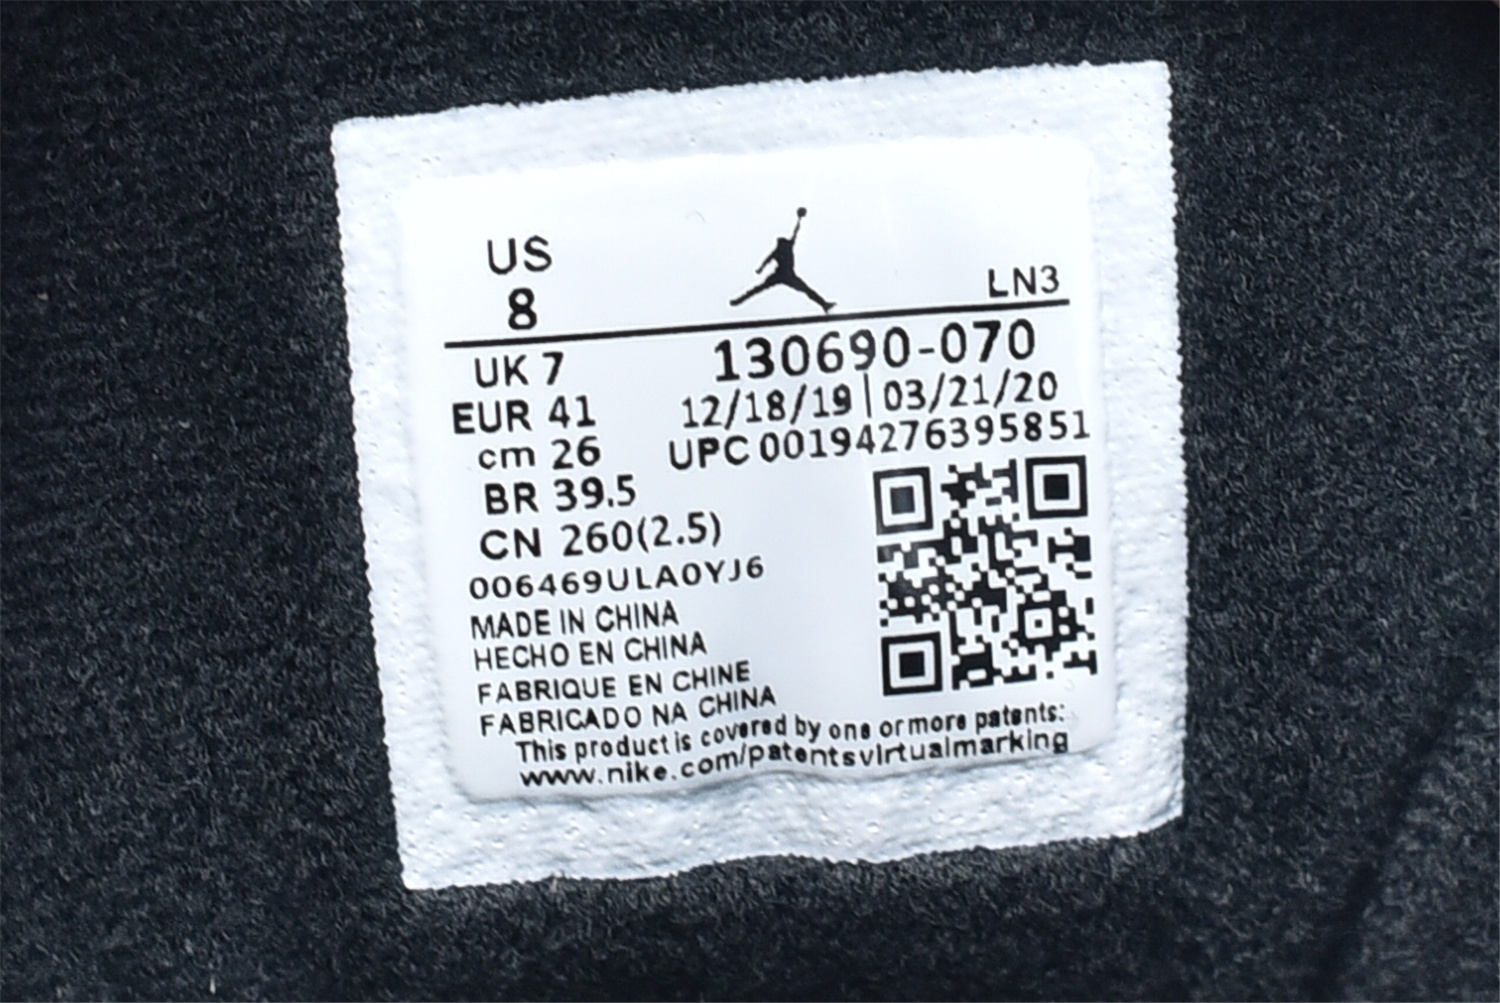 US
8
LN3
UK 7
130690-070
EUR 41
12/18/19 | 03/21/20
cm 26
UPC 00194276395851
BR 39.5
CN 260(2.5)
006469ULA0YJ6
MADE IN CHINA
HECHO EN CHINA
FABRIQUE EN CHINE
FABRICADO NA CHINA
This product is covered by one or more patents:
www.nike.com/patentsvirtualmarking